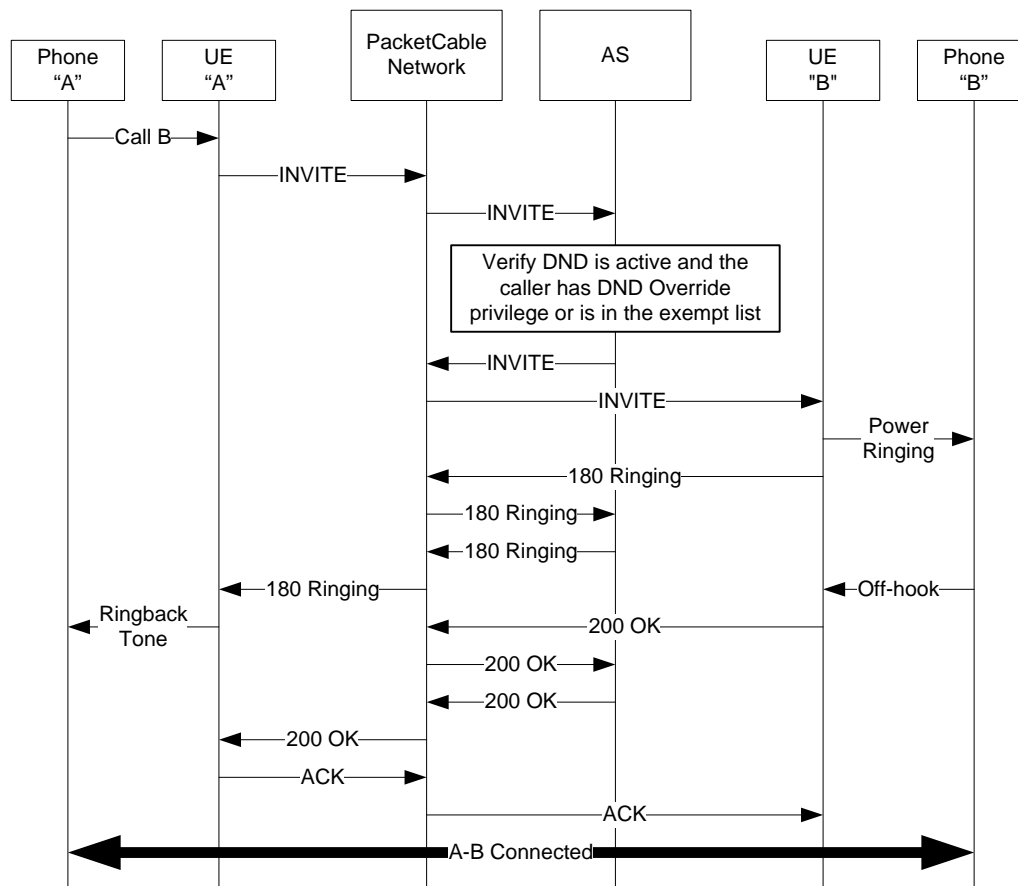 Phone
“A”
UE
“A”
PacketCable
Network
AS
UE
"B"
Phone
“B”
Call B
INVITE
INVITE
Verify DND is active and the
caller has DND Override
privilege or is in the exempt list
INVITE
INVITE
Power
Ringing
180 Ringing
180 Ringing
180 Ringing
180 Ringing
Off-hook
Ringback
Tone
200 OK
200 OK
200 OK
200 OK
ACK
ACK
A-B Connected